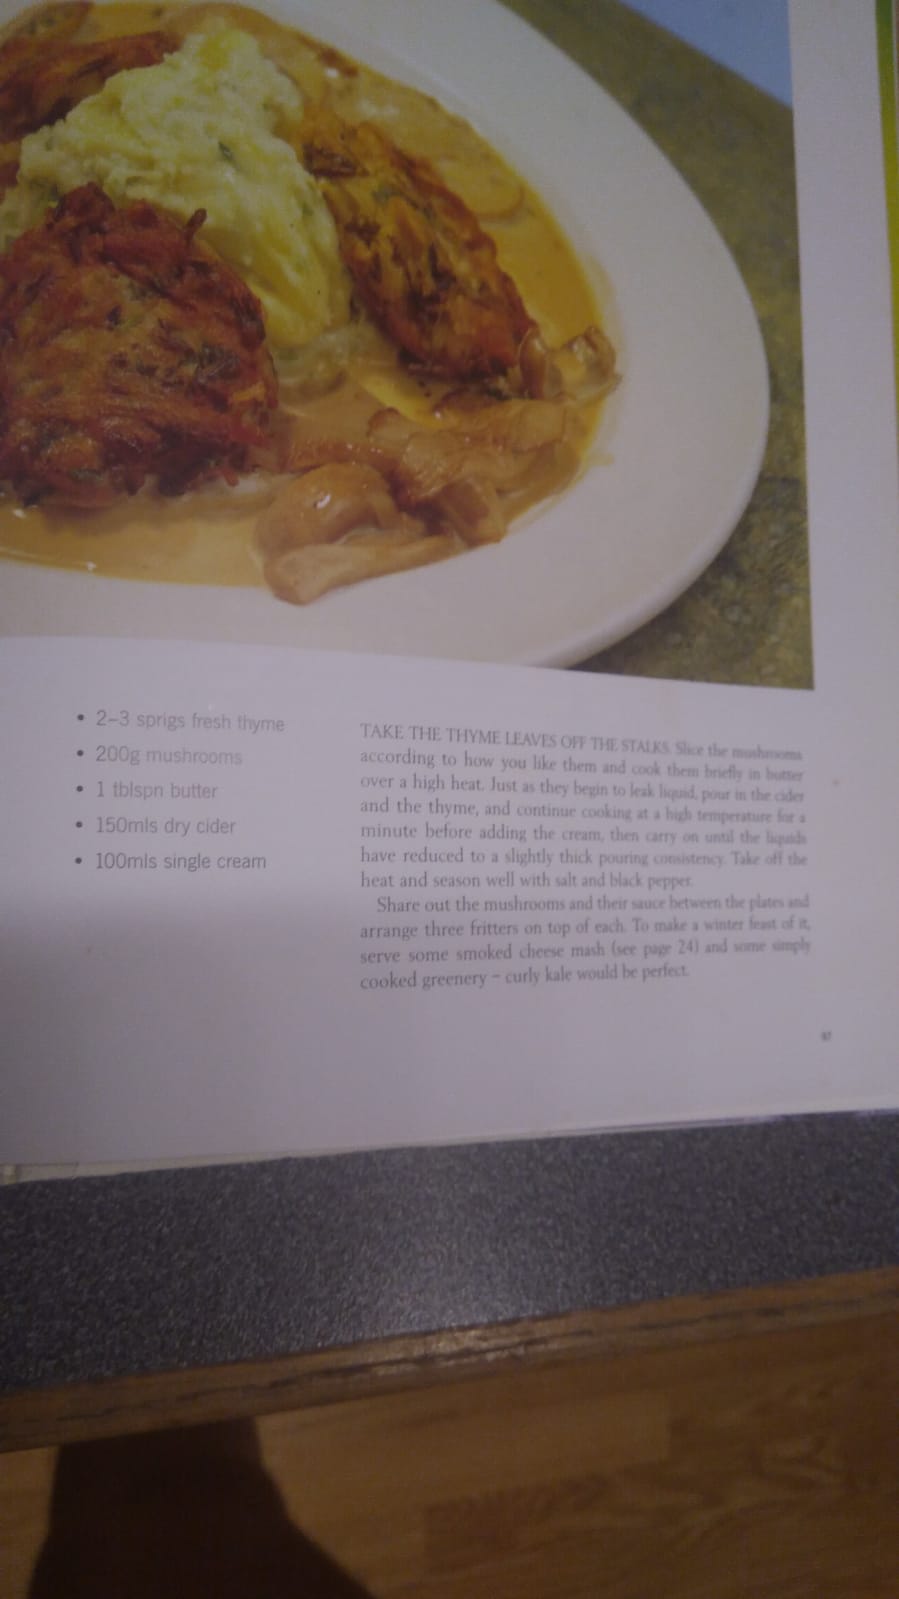 • 2–3 sprigs fresh thyme
• 200g mushrooms
• 1 tblspn butter
• 150mls dry cider
• 100mls single cream
TAKE THE THYME LEAVES OFF THE STALKS. Slice the mushrooms
according to how you like them and cook them briefly in butter
over a high heat. Just as they begin to leak liquid, pour in the cider
and the thyme, and continue cooking at a high temperature for a
minute before adding the cream, then carry on until the liquids
have reduced to a slightly thick pouring consistency. Take off the
heat and season well with salt and black pepper.
Share out the mushrooms and their sauce between the plates and
arrange three fritters on top of each. To make a winter feast of it,
serve some smoked cheese mash (see page 24) and some simply
cooked greenery – curly kale would be perfect.